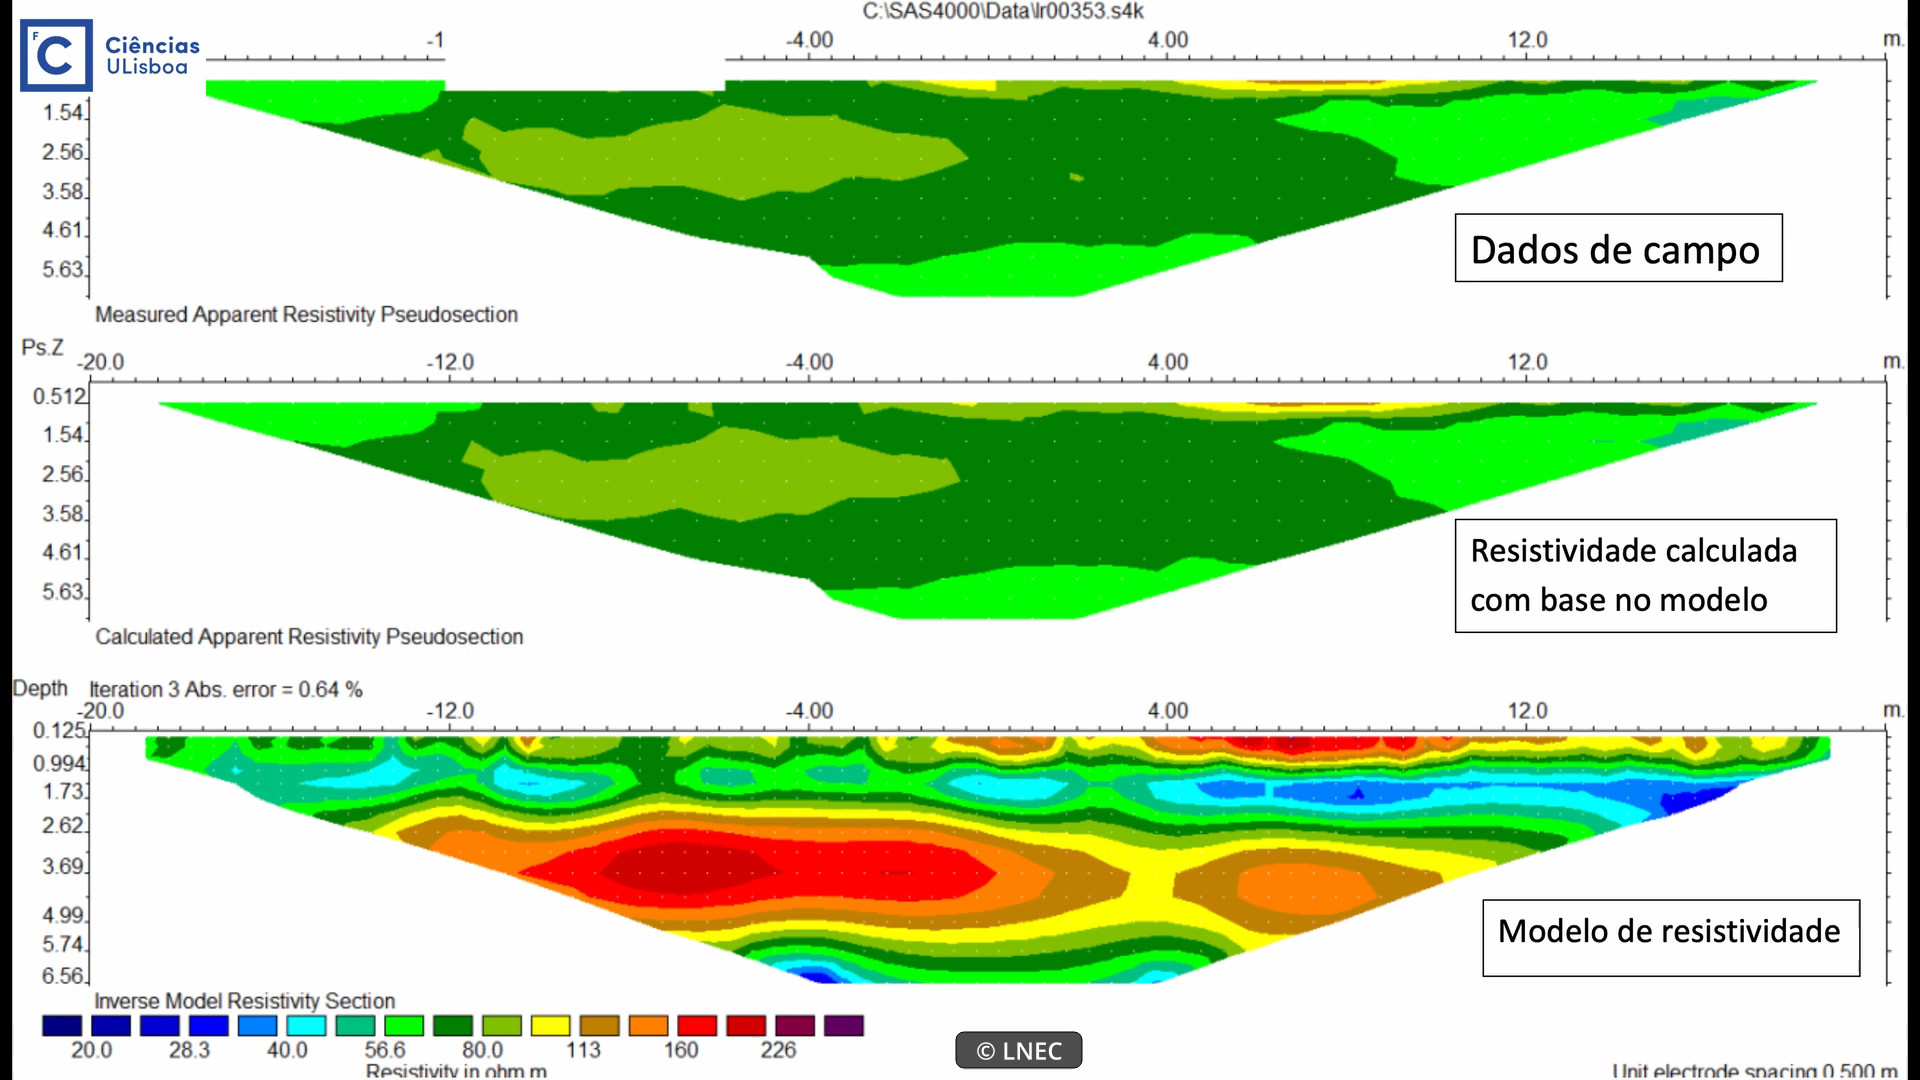 C:\SAS4000\Data\lr00353.s4k
F
C
Ciências
ULisboa
-1 -4.00 4.00 12.0 m.
1.54
2.56
3.58
4.61
5.63
Dados de campo
Measured Apparent Resistivity Pseudosection
Ps.Z
-20.0 -12.0 -4.00 4.00 12.0 m.
0.512
1.54
2.56
3.58
4.61
5.63
Resistividade calculada
com base no modelo
Calculated Apparent Resistivity Pseudosection
Depth Iteration 3 Abs. error = 0.64 %
-20.0 -12.0 -4.00 4.00 12.0 m.
0.125
0.994
1.73
2.62
3.69
4.99
5.74
6.56
Modelo de resistividade
Inverse Model Resistivity Section
20.0 28.3 40.0 56.6 80.0 113 160 226
© LNEC
Resistivity in ohm.m
Unit electrode spacing 0.500 m.